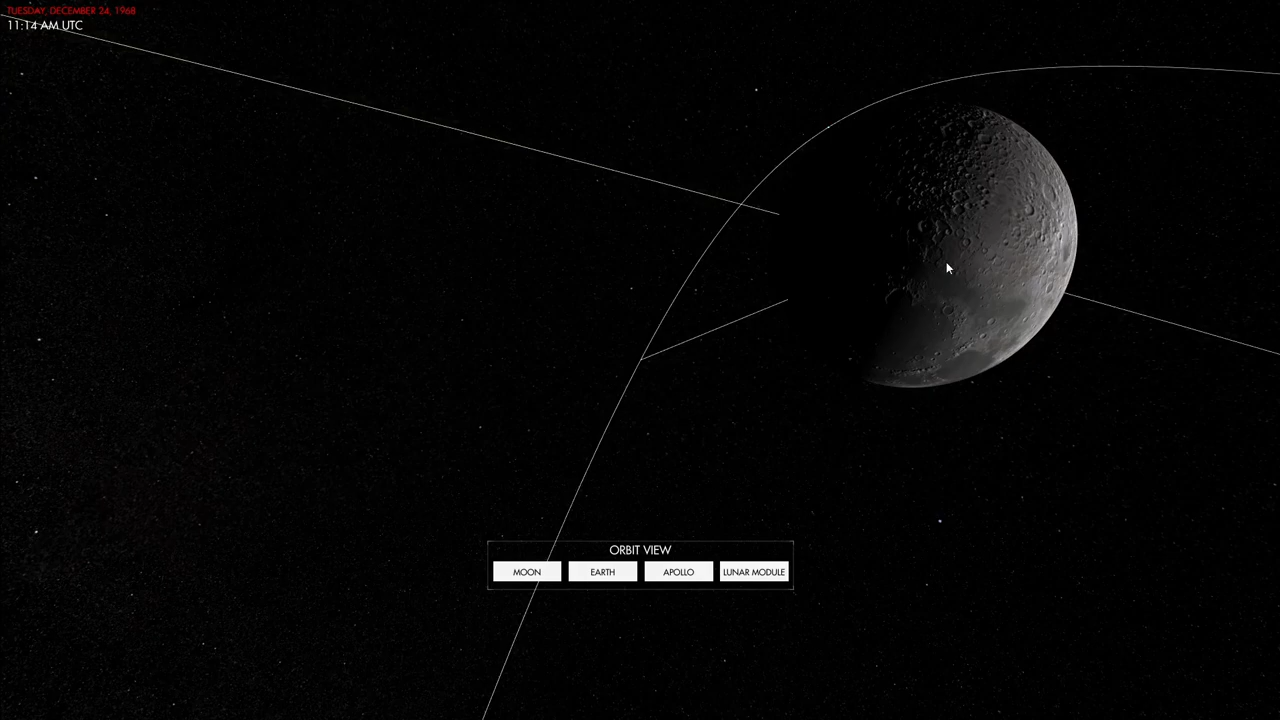 TUESDAY, DECEMBER 24, 1968
11:14 AM UTC
ORBIT VIEW
MOON EARTH APOLLO LUNAR MODULE